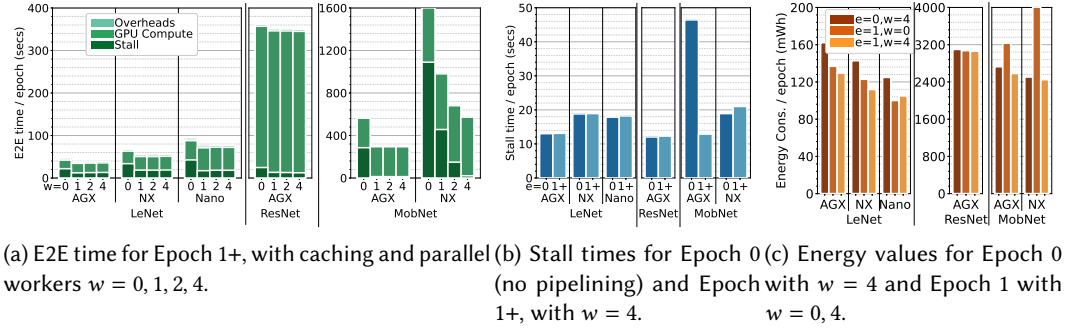 400
360
320
240
160
80
0
E2E time / epoch (secs)
Overheads
GPU Compute
Stall
w=0 1 2 4 0 1 2 4 0 1 2 4
AGX NX Nano
LeNet
0 1 2 4
AGX
ResNet
1600
1200
800
400
0
0 1 2 4 0 1 2 4
AGX NX
MobNet
50
40
30
20
10
0
Stall time / epoch (secs)
e=0 1+ 0 1+ 0 1+ 0 1+ 0 1+ 0 1+
AGX NX Nano AGX AGX NX
LeNet ResNet MobNet
200
160
120
80
40
0
Energy Cons. / epoch (mWh)
e=0,w=4
e=1,w=0
e=1,w=4
AGX NX Nano
LeNet
4000
3200
2400
1600
800
0
AGX AGX NX
ResNet MobNet
(a) E2E time for Epoch 1+, with caching and parallel
workers w = 0, 1, 2, 4.
(b) Stall times for Epoch 0
(no pipelining) and Epoch
1+, with w = 4.
(c) Energy values for Epoch 0
with w = 4 and Epoch 1 with
w = 0, 4.